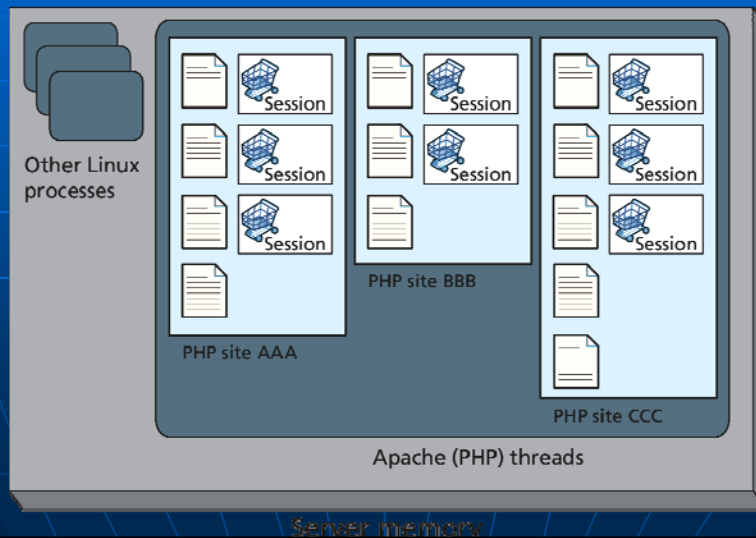 Other Linux
processes
Session
Session
Session
PHP site AAA
Session
Session
PHP site BBB
Session
Session
Session
PHP site CCC
Apache (PHP) threads
Server memory